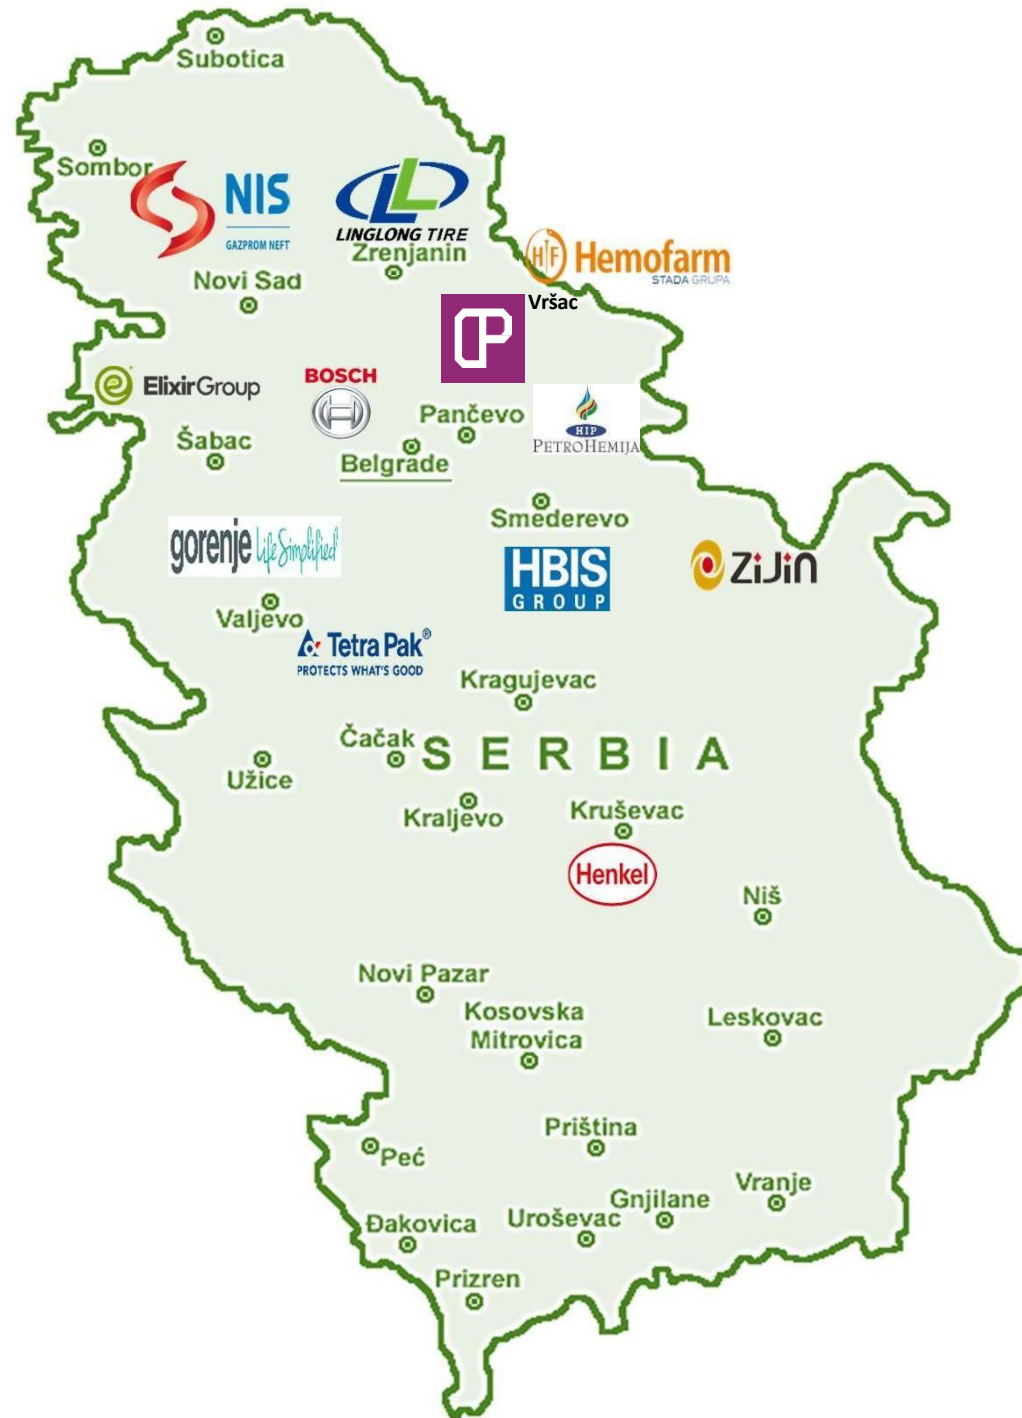 Subotica
Sombor
NIS
GAZPROM NEFT
LINGLONG TIRE
Zrenjanin
HF Hemofarm
STADA GRUPA
Novi Sad
Vršac
CP
e ElixirGroup
BOSCH
Pančevo
HIP
PETROHEMIJA
Šabac
Belgrade
Smederevo
gorenje Life Simplified
HBIS
GROUP
ZiJin
Valjevo
Tetra Pak®
PROTECTS WHAT'S GOOD
Kragujevac
Čačak
SERBIA
Užice
Kraljevo
Kruševac
Henkel
Niš
Novi Pazar
Kosovska
Mitrovica
Leskovac
Priština
Peć
Vranje
Gnjilane
Uroševac
Đakovica
Prizren